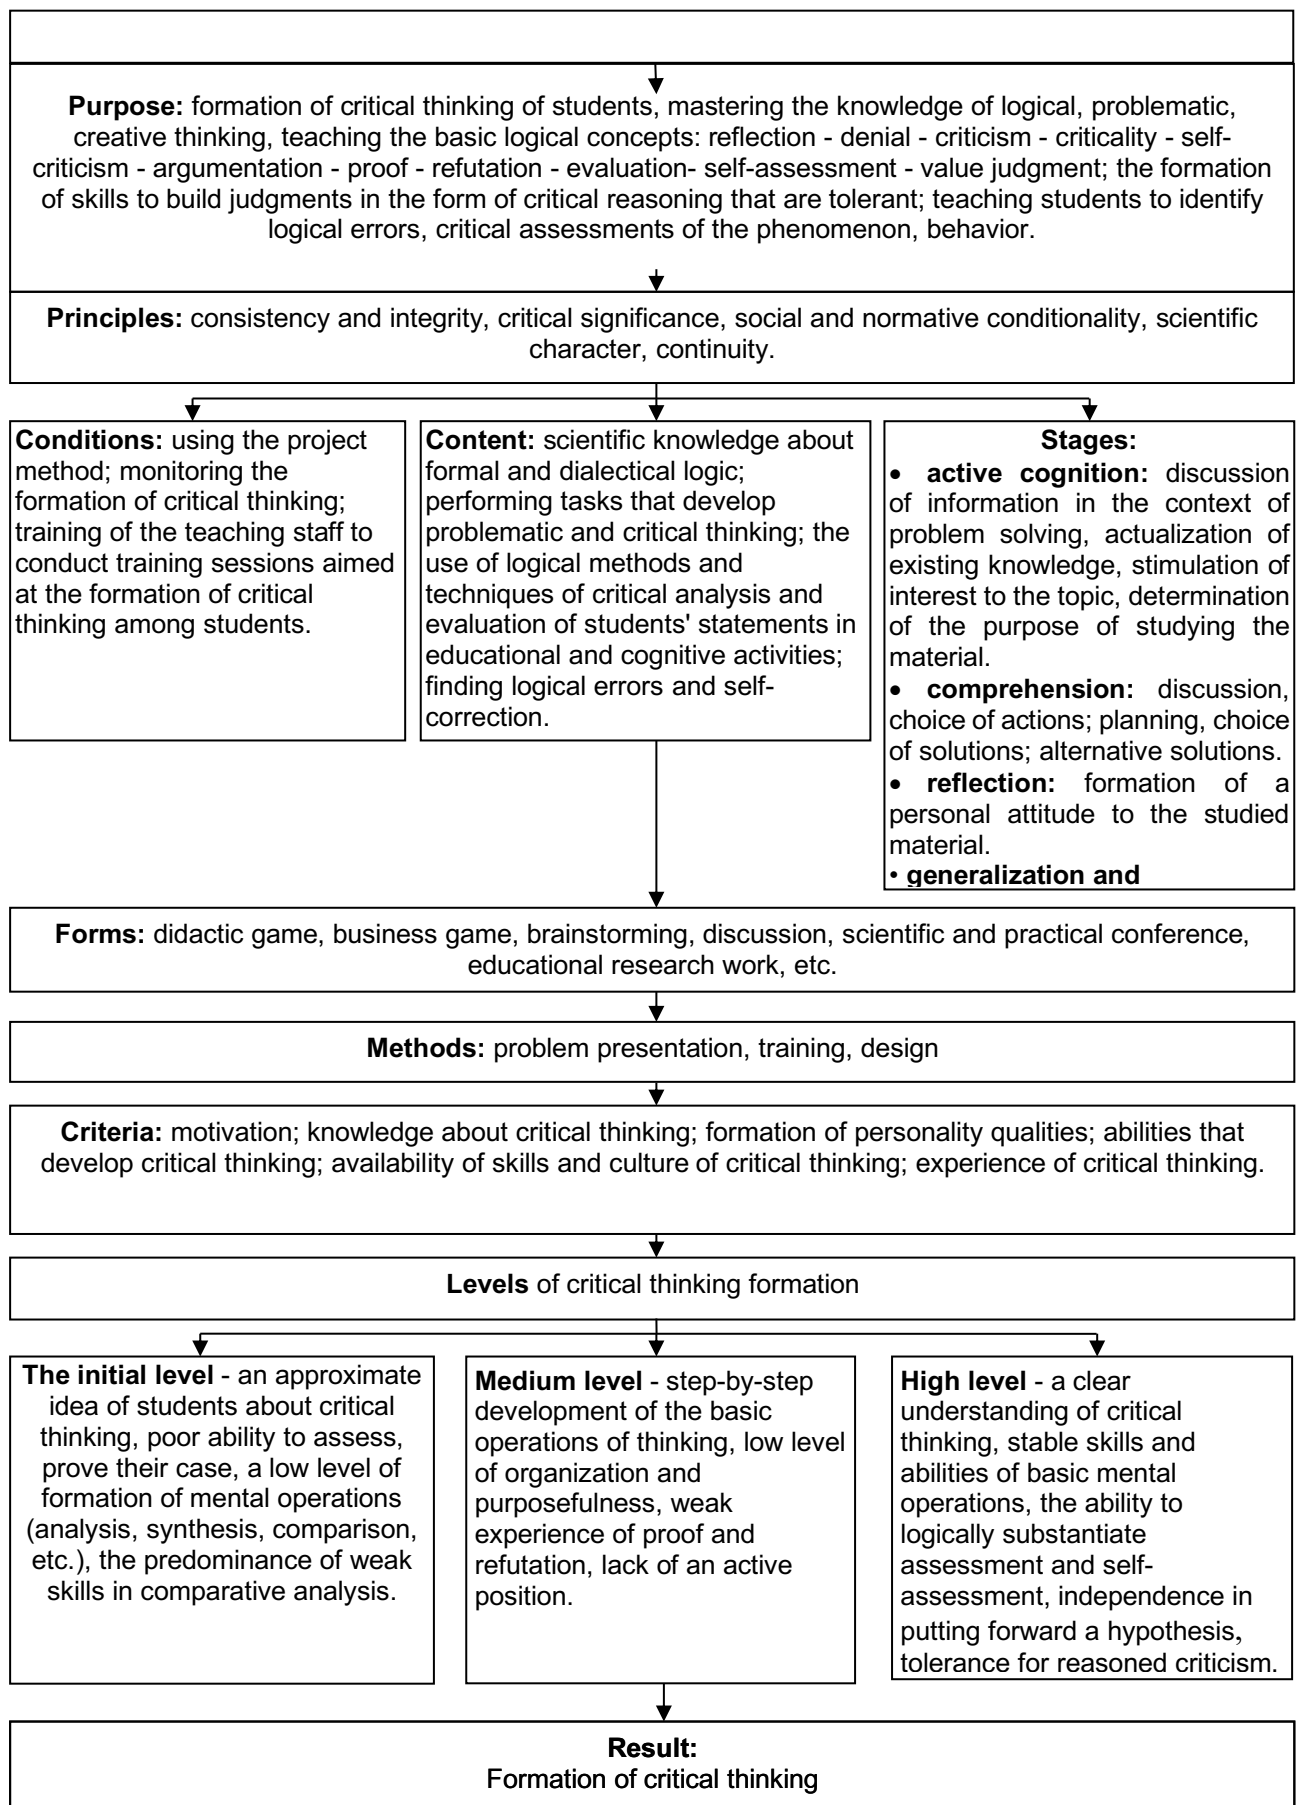 Purpose: formation of critical thinking of students, mastering the knowledge of logical, problematic,
creative thinking, teaching the basic logical concepts: reflection - denial - criticism - criticality - self-
criticism - argumentation - proof - refutation - evaluation- self-assessment - value judgment; the formation
of skills to build judgments in the form of critical reasoning that are tolerant; teaching students to identify
logical errors, critical assessments of the phenomenon, behavior.
Principles: consistency and integrity, critical significance, social and normative conditionality, scientific
character, continuity.
Conditions: using the project
method; monitoring the
formation of critical thinking;
training of the teaching staff to
conduct training sessions aimed
at the formation of critical
thinking among students.
Content: scientific knowledge about
formal and dialectical logic;
performing tasks that develop
problematic and critical thinking; the
use of logical methods and
techniques of critical analysis and
evaluation of students' statements in
educational and cognitive activities;
finding logical errors and self-
correction.
Stages:
• active cognition: discussion
of information in the context of
problem solving, actualization of
existing knowledge, stimulation of
interest to the topic, determination
of the purpose of studying the
material.
• comprehension: discussion,
choice of actions; planning, choice
of solutions; alternative solutions.
• reflection: formation of a
personal attitude to the studied
material.
• generalization and
Forms: didactic game, business game, brainstorming, discussion, scientific and practical conference,
educational research work, etc.
Methods: problem presentation, training, design
Criteria: motivation; knowledge about critical thinking; formation of personality qualities; abilities that
develop critical thinking; availability of skills and culture of critical thinking; experience of critical thinking.
Levels of critical thinking formation
The initial level - an approximate
idea of students about critical
thinking, poor ability to assess,
prove their case, a low level of
formation of mental operations
(analysis, synthesis, comparison,
etc.), the predominance of weak
skills in comparative analysis.
Medium level - step-by-step
development of the basic
operations of thinking, low level
of organization and
purposefulness, weak
experience of proof and
refutation, lack of an active
position.
High level - a clear
understanding of critical
thinking, stable skills and
abilities of basic mental
operations, the ability to
logically substantiate
assessment and self-
assessment, independence in
putting forward a hypothesis,
tolerance for reasoned criticism.
Result:
Formation of critical thinking